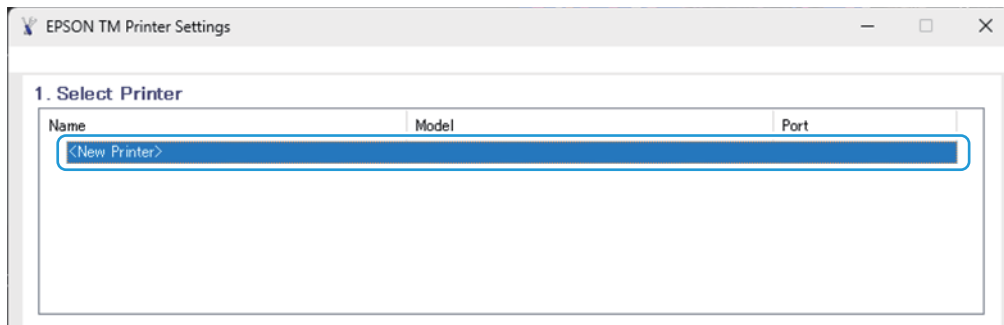 EPSON TM Printer Settings
1. Select Printer
Name Model Port
<New Printer>